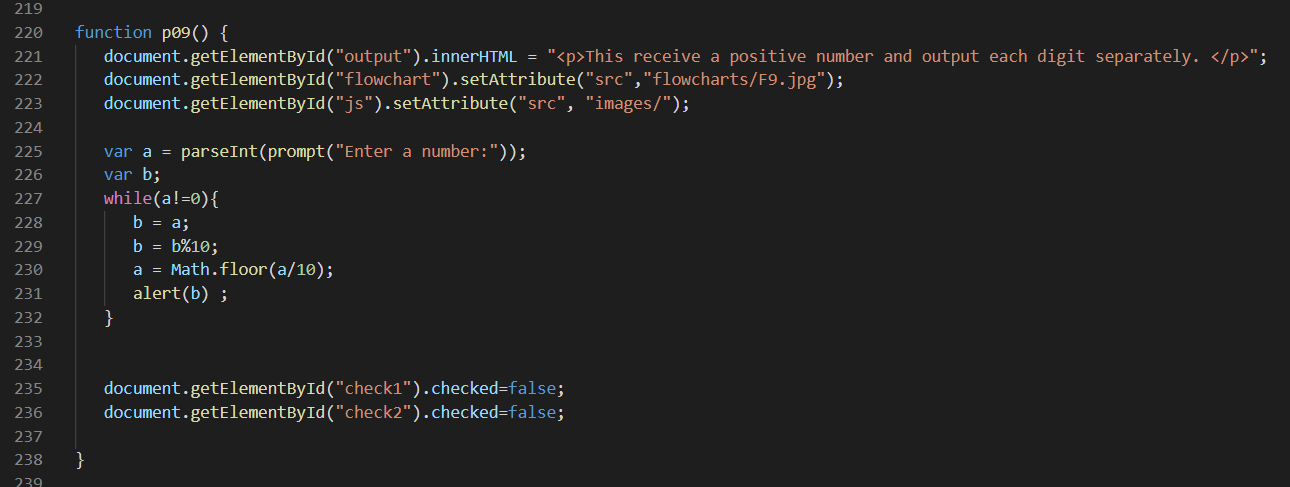 219
220 function p09() {
221 document.getElementById("output").innerHTML = "<p>This receive a positive number and output each digit separately. </p>";
222 document.getElementById("flowchart").setAttribute("src","flowcharts/F9.jpg");
223 document.getElementById("js").setAttribute("src", "images/");
224
225 var a = parseInt(prompt("Enter a number:"));
226 var b;
227 while(a!=0){
228 b = a;
229 b = b%10;
230 a = Math.floor(a/10);
231 alert(b) ;
232 }
233
234
235 document.getElementById("check1").checked=false;
236 document.getElementById("check2").checked=false;
237
238 }
239